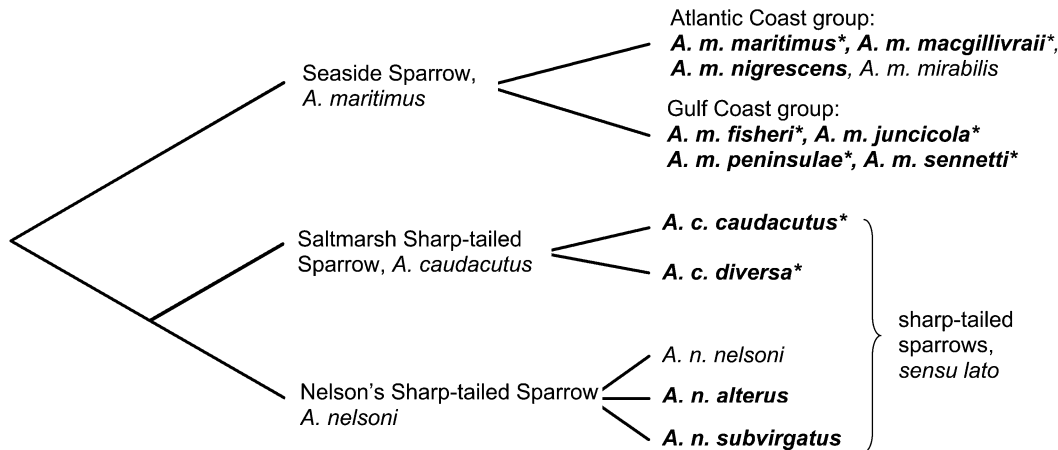 Atlantic Coast group:
A. m. maritimus*, A. m. macgillivraii*,
A. m. nigrescens, A. m. mirabilis
Seaside Sparrow,
A. maritimus
Gulf Coast group:
A. m. fisheri*, A. m. juncicola*
A. m. peninsulae*, A. m. sennetti*
Saltmarsh Sharp-tailed
Sparrow, A. caudacutus
A. c. caudacutus*
A. c. diversa*
sharp-tailed
sparrows,
sensu lato
Nelson's Sharp-tailed Sparrow
A. nelsoni
A. n. nelsoni
A. n. alterus
A. n. subvirgatus